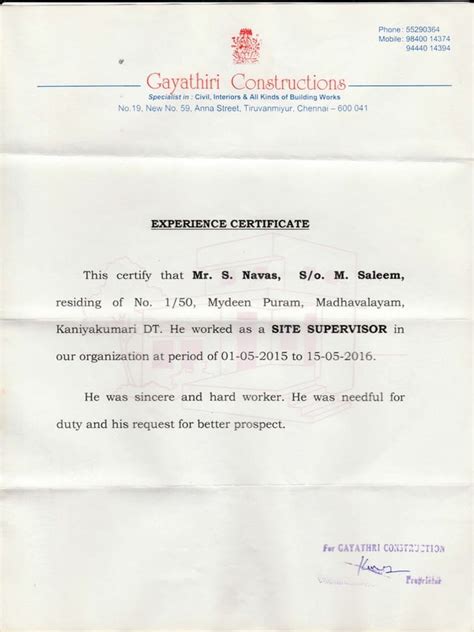 Phone : 55290364
Mobile: 98400 14374
94440 14394
Gayathiri Constructions
Specialist in : Civil, Interiors & All Kinds of Building Works
No.19, New No. 59, Anna Street, Tiruvanmiyur, Chennai – 600 041
EXPERIENCE CERTIFICATE
This certify that Mr. S. Navas, S/o. M. Saleem,
residing of No. 1/50, Mydeen Puram, Madhavalayam,
Kaniyakumari DT. He worked as a SITE SUPERVISOR in
our organization at period of 01-05-2015 to 15-05-2016.
He was sincere and hard worker. He was needful for
duty and his request for better prospect.
For GAYATHRI CONSTRUCTION
Proprietor